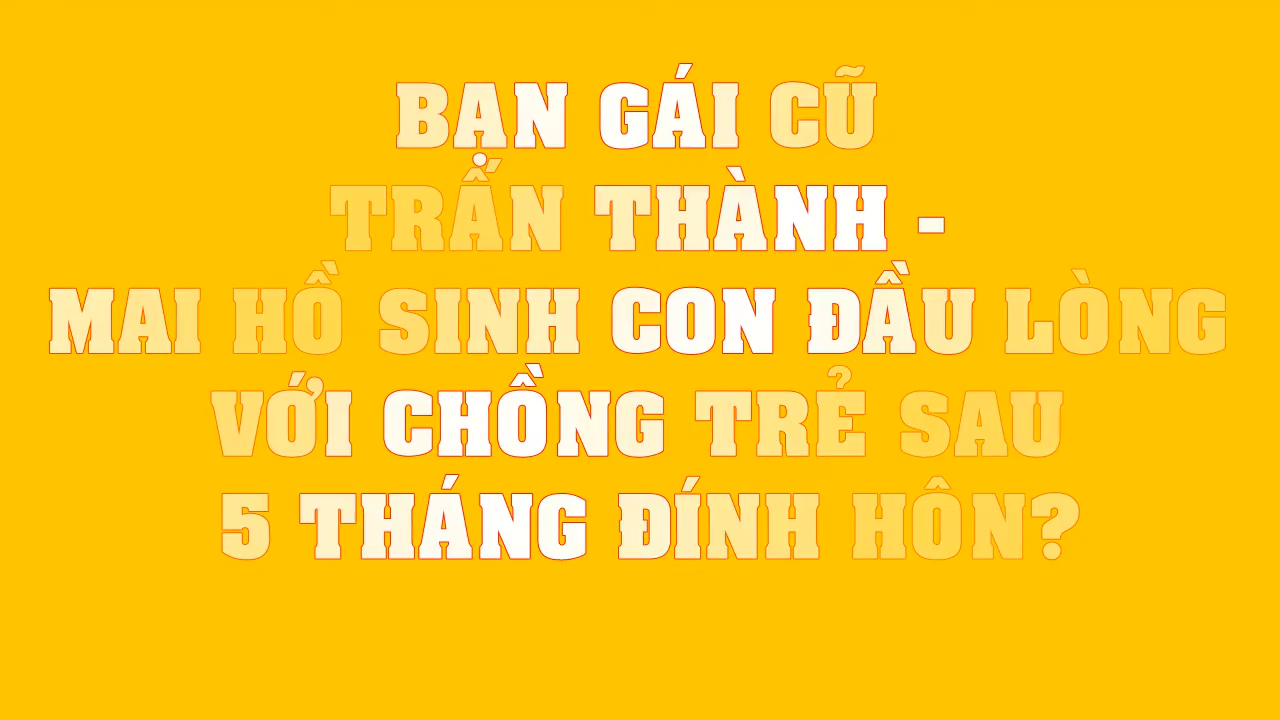 BẠN GÁI CŨ
TRẤN THÀNH -
MAI HỒ SINH CON ĐẦU LÒNG
VỚI CHỒNG TRẺ SAU
5 THÁNG ĐÍNH HÔN?